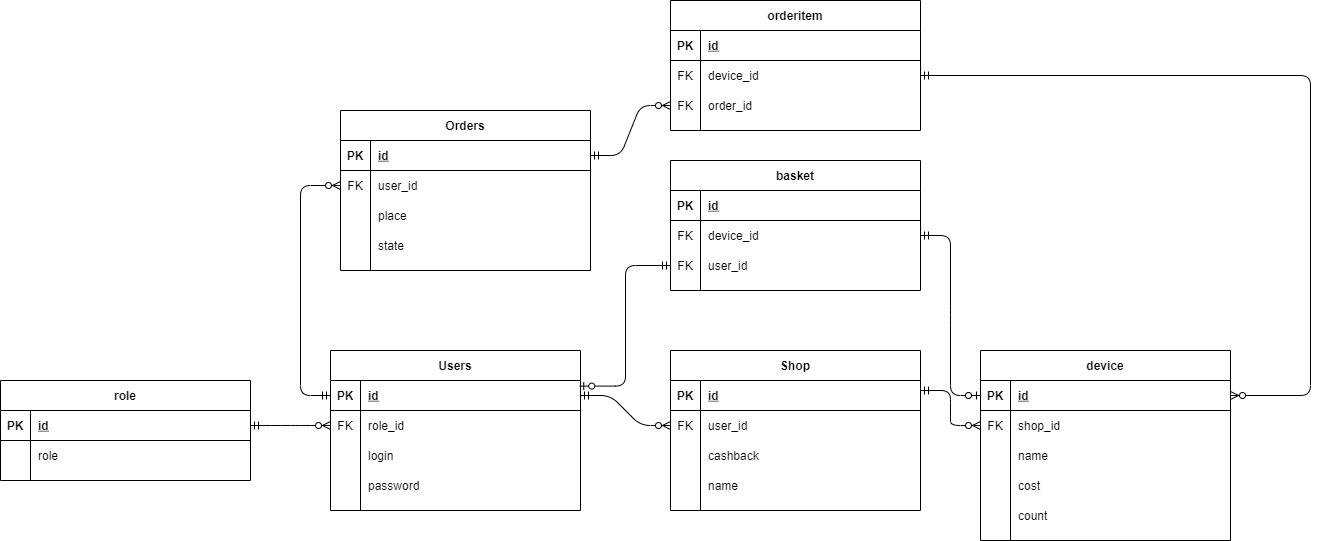 orderitem
PK id
FK device_id
FK order_id
Orders
PK id
FK user_id
place
state
basket
PK id
FK device_id
FK user_id
role
PK id
role
Users
PK id
FK role_id
login
password
Shop
PK id
FK user_id
cashback
name
device
PK id
FK shop_id
name
cost
count